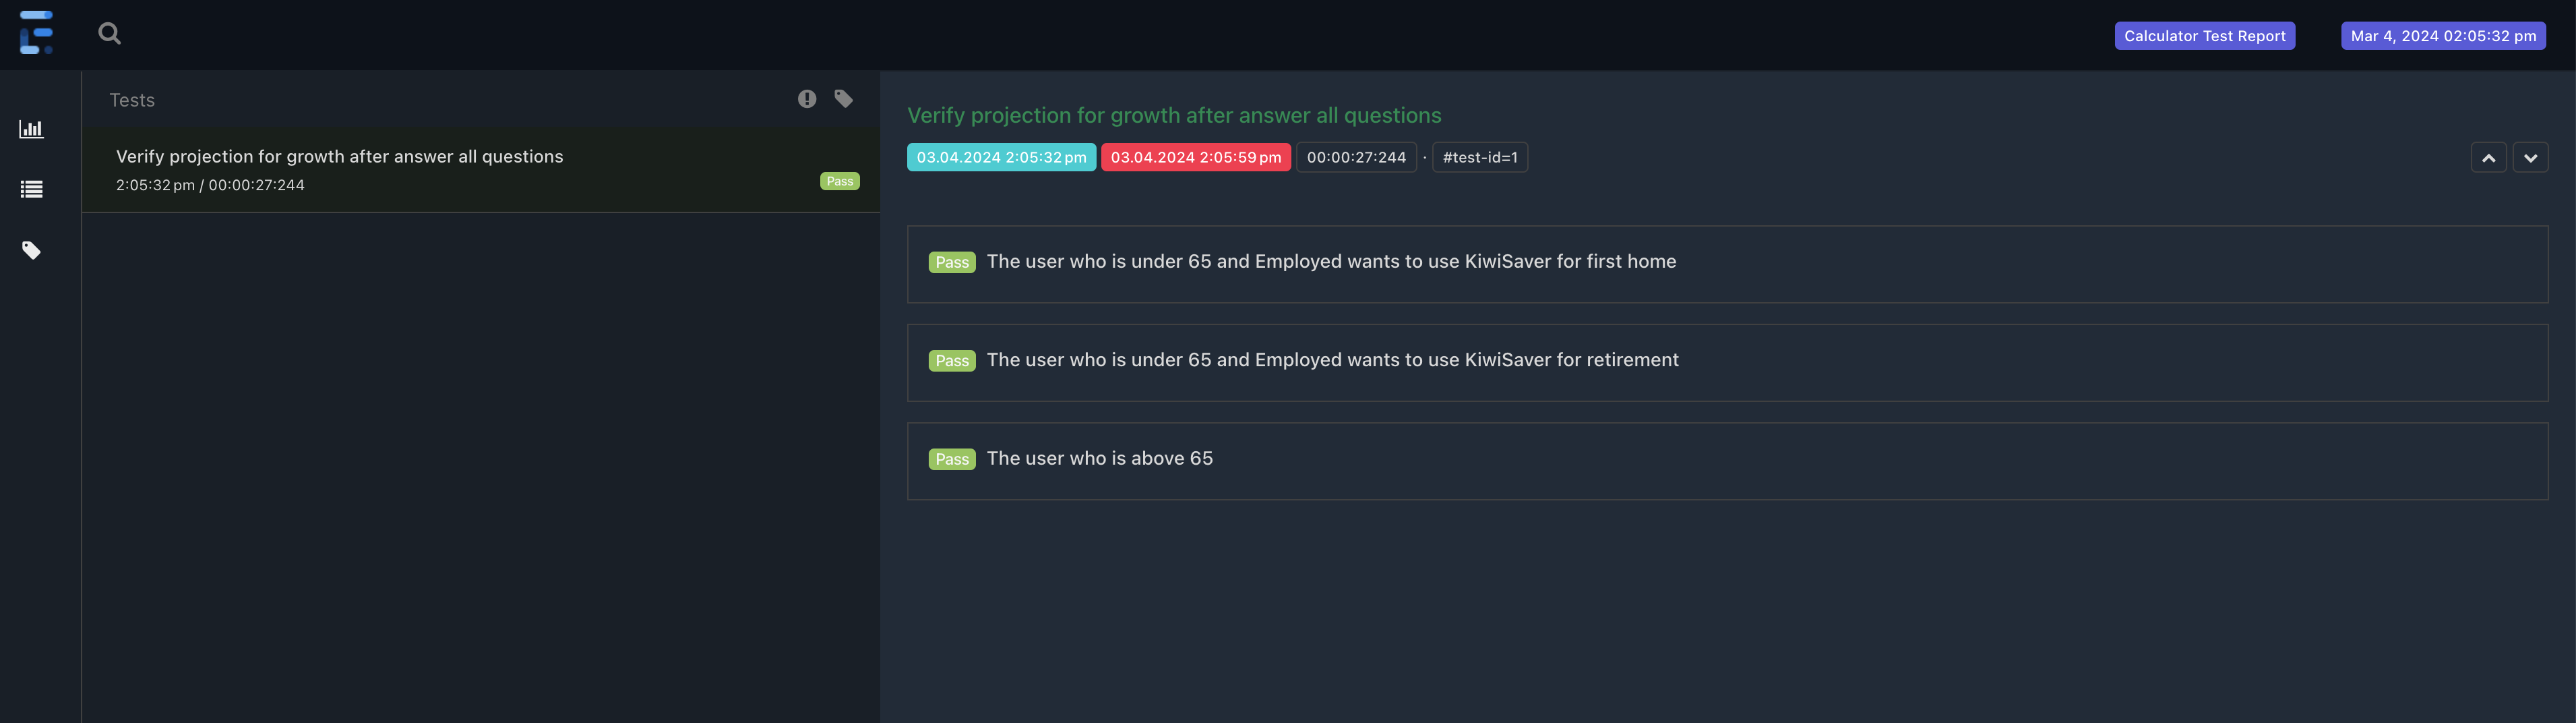 Calculator Test Report
Mar 4, 2024 02:05:32 pm
Tests
Verify projection for growth after answer all questions
2:05:32 pm / 00:00:27:244
Pass
Verify projection for growth after answer all questions
03.04.2024 2:05:32 pm 03.04.2024 2:05:59 pm 00:00:27:244 · #test-id=1
Pass The user who is under 65 and Employed wants to use KiwiSaver for first home
Pass The user who is under 65 and Employed wants to use KiwiSaver for retirement
Pass The user who is above 65